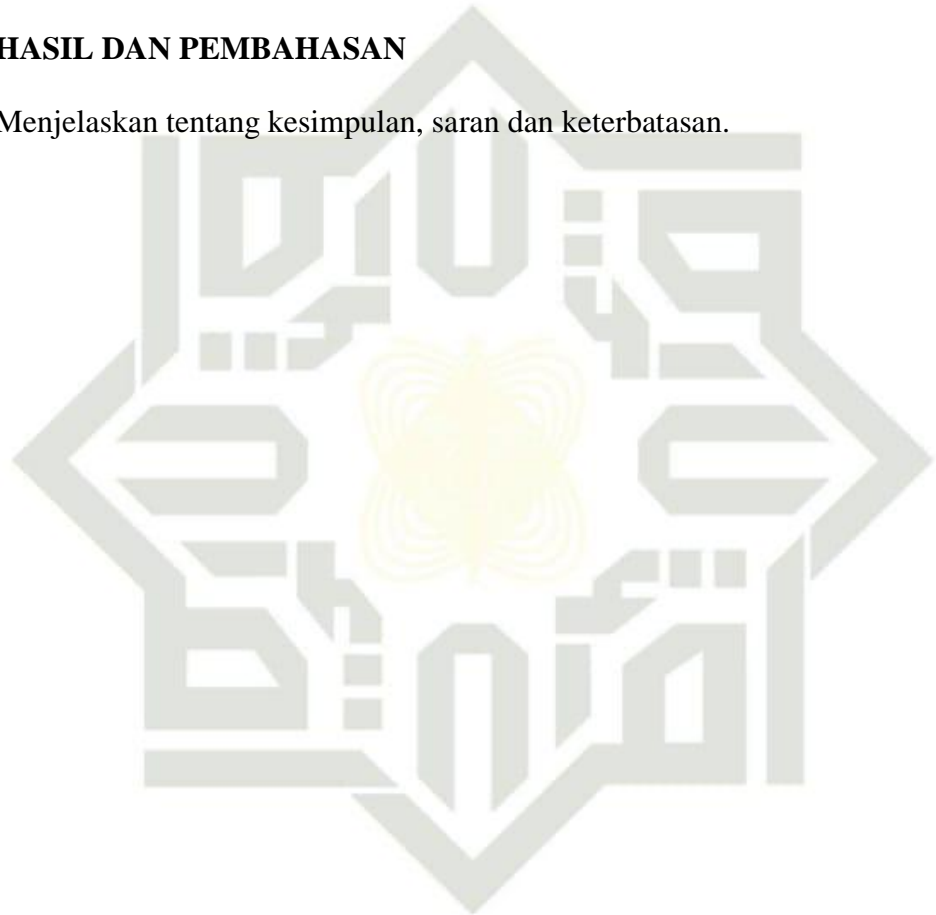 HASIL DAN PEMBAHASAN
Menjelaskan tentang kesimpulan, saran dan keterbatasan.